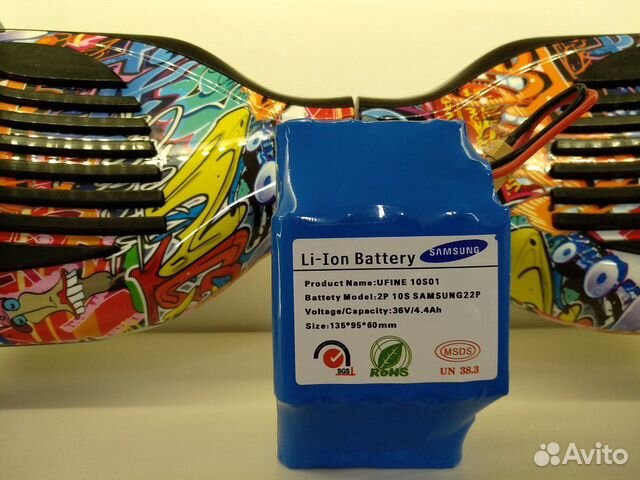 Li-Ion Battery SAMSUNG
Product Name:UFINE 10S01
Battety Model:2P 10S SAMSUNG22P
Voltage/Capacity:36V/4.4Ah
Size:135*95*60mm
SGS RoHS MSDS
UN 38.3
Avito